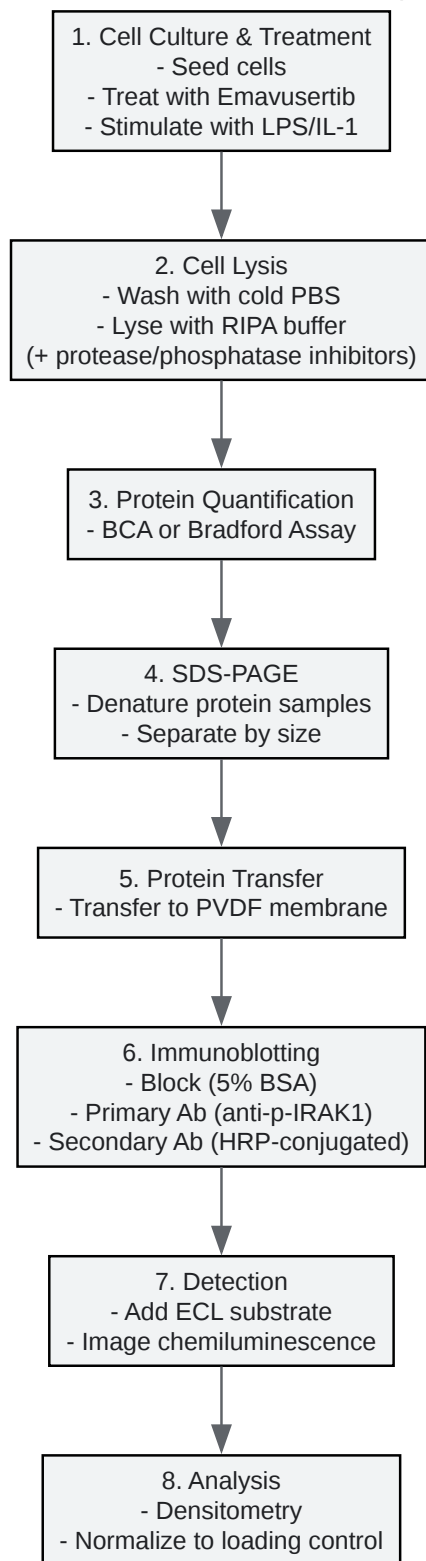 1. Cell Culture & Treatment
- Seed cells
- Treat with Emavusertib
- Stimulate with LPS/IL-1
2. Cell Lysis
- Wash with cold PBS
- Lyse with RIPA buffer
(+ protease/phosphatase inhibitors)
3. Protein Quantification
- BCA or Bradford Assay
4. SDS-PAGE
- Denature protein samples
- Separate by size
5. Protein Transfer
- Transfer to PVDF membrane
6. Immunoblotting
- Block (5% BSA)
- Primary Ab (anti-p-IRAK1)
- Secondary Ab (HRP-conjugated)
7. Detection
- Add ECL substrate
- Image chemiluminescence
8. Analysis
- Densitometry
- Normalize to loading control